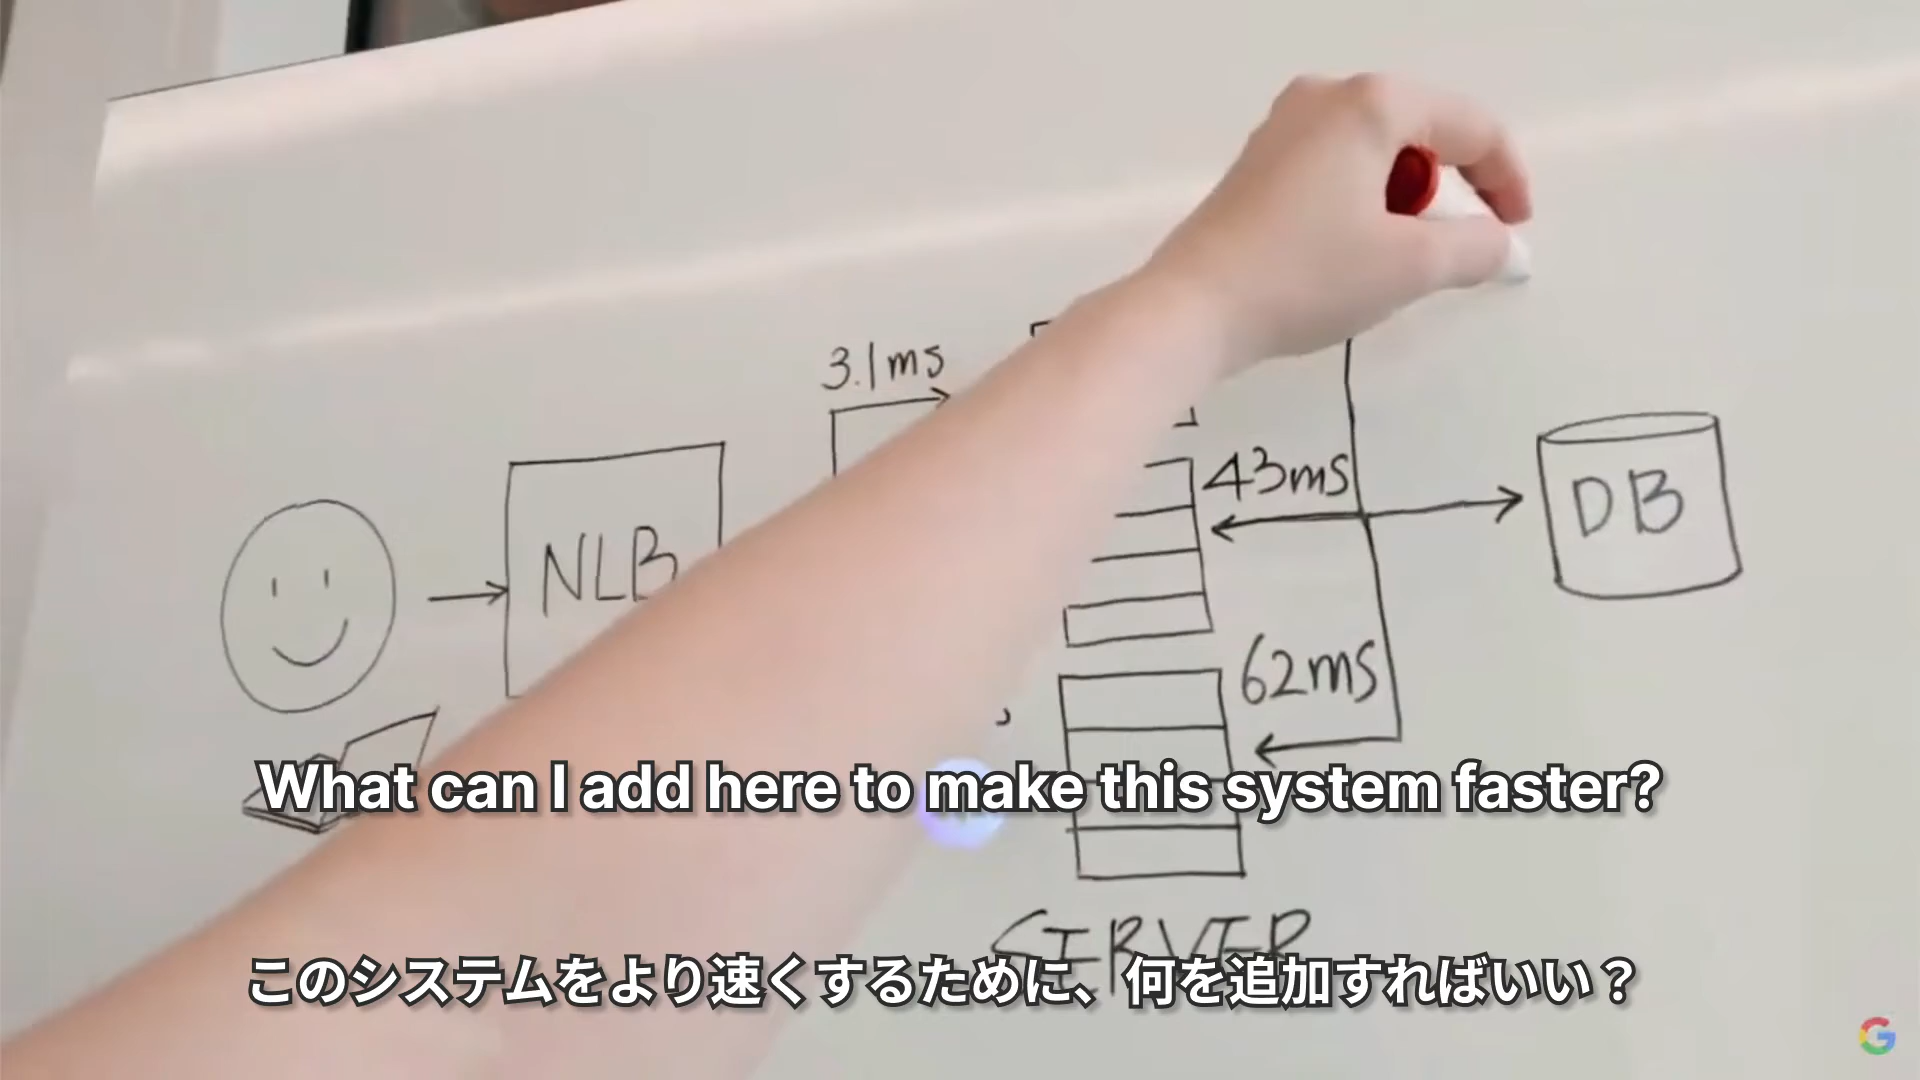 3.1ms
43ms
DB
NLB
62ms
What can I add here to make this system faster?
SERVER
このシステムをより速くするために、何を追加すればいい？
G